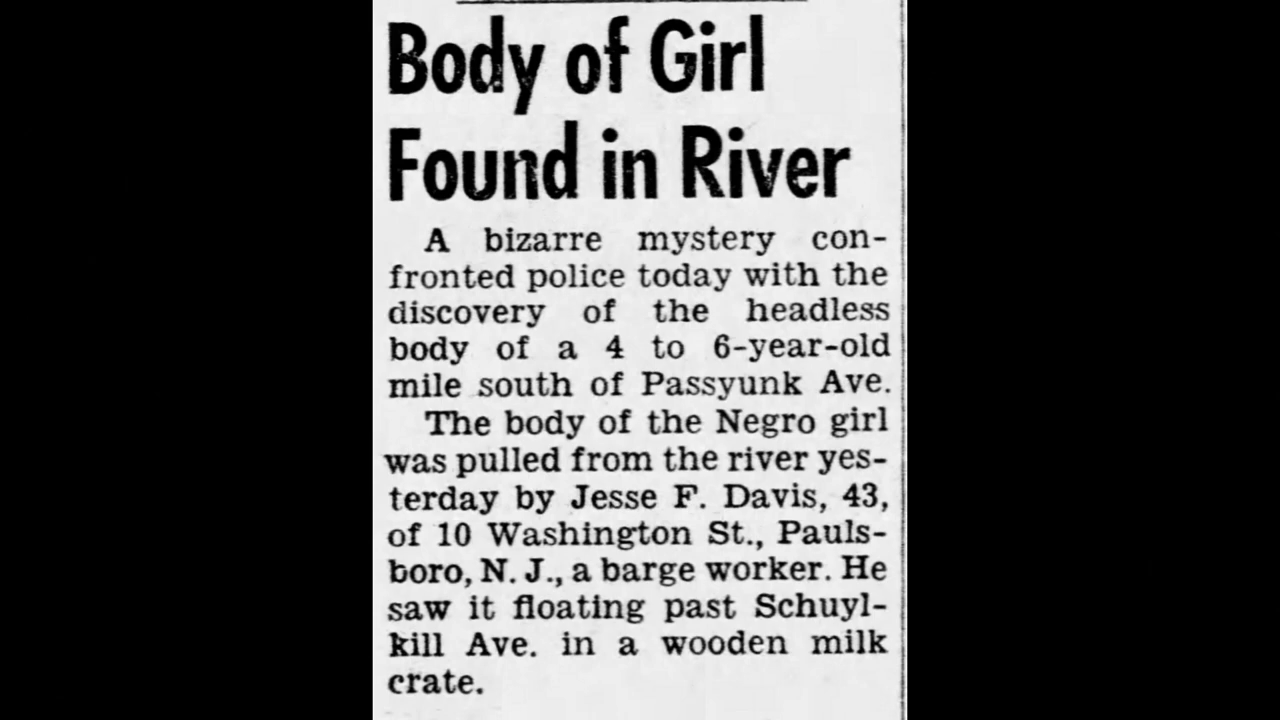 Body of Girl
Found in River
A bizarre mystery con-
fronted police today with the
discovery of the headless
body of a 4 to 6-year-old
mile south of Passyunk Ave.
The body of the Negro girl
was pulled from the river yes-
terday by Jesse F. Davis, 43,
of 10 Washington St., Pauls-
boro, N. J., a barge worker. He
saw it floating past Schuyl-
kill Ave. in a wooden milk
crate.